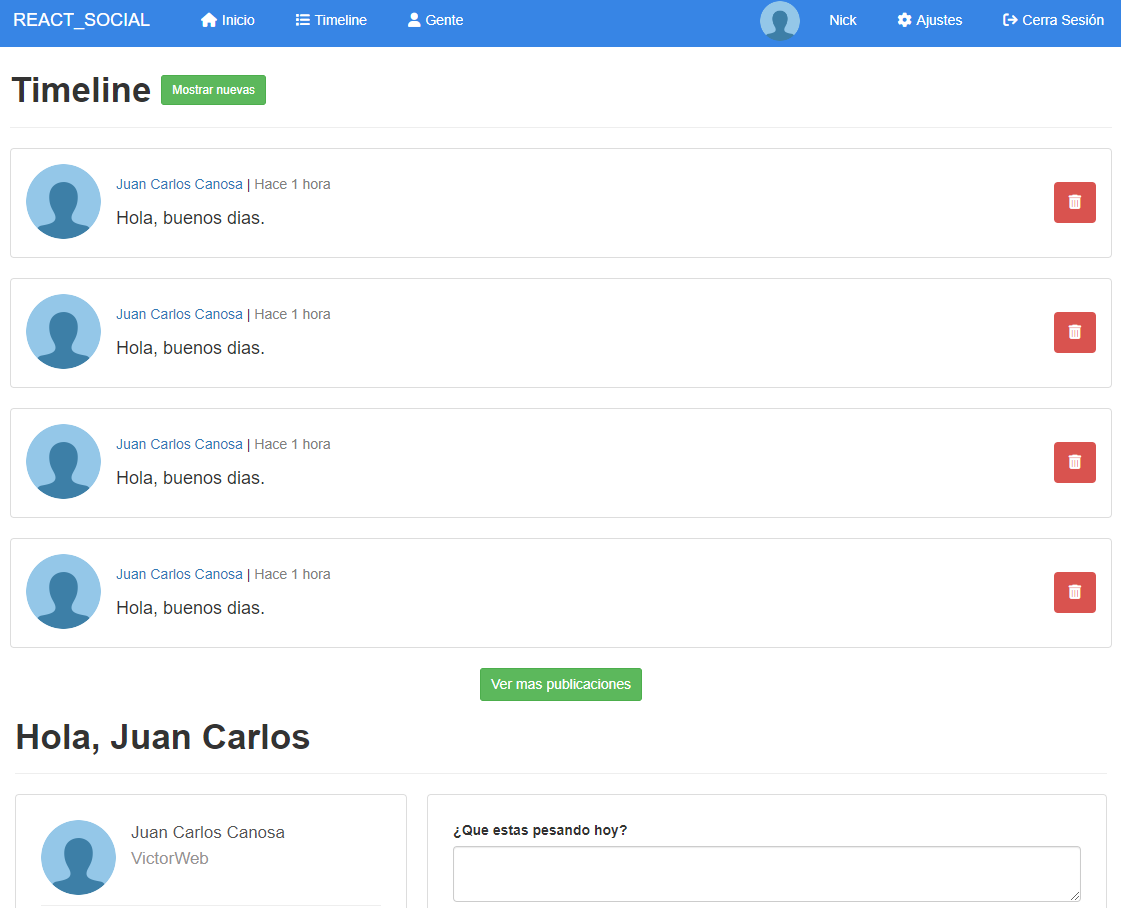 REACT_SOCIAL Inicio Timeline Gente Nick Ajustes Cerra Sesión
Timeline Mostrar nuevas
Juan Carlos Canosa | Hace 1 hora
Hola, buenos dias.
Juan Carlos Canosa | Hace 1 hora
Hola, buenos dias.
Juan Carlos Canosa | Hace 1 hora
Hola, buenos dias.
Juan Carlos Canosa | Hace 1 hora
Hola, buenos dias.
Ver mas publicaciones
Hola, Juan Carlos
Juan Carlos Canosa
VictorWeb
¿Que estas pesando hoy?